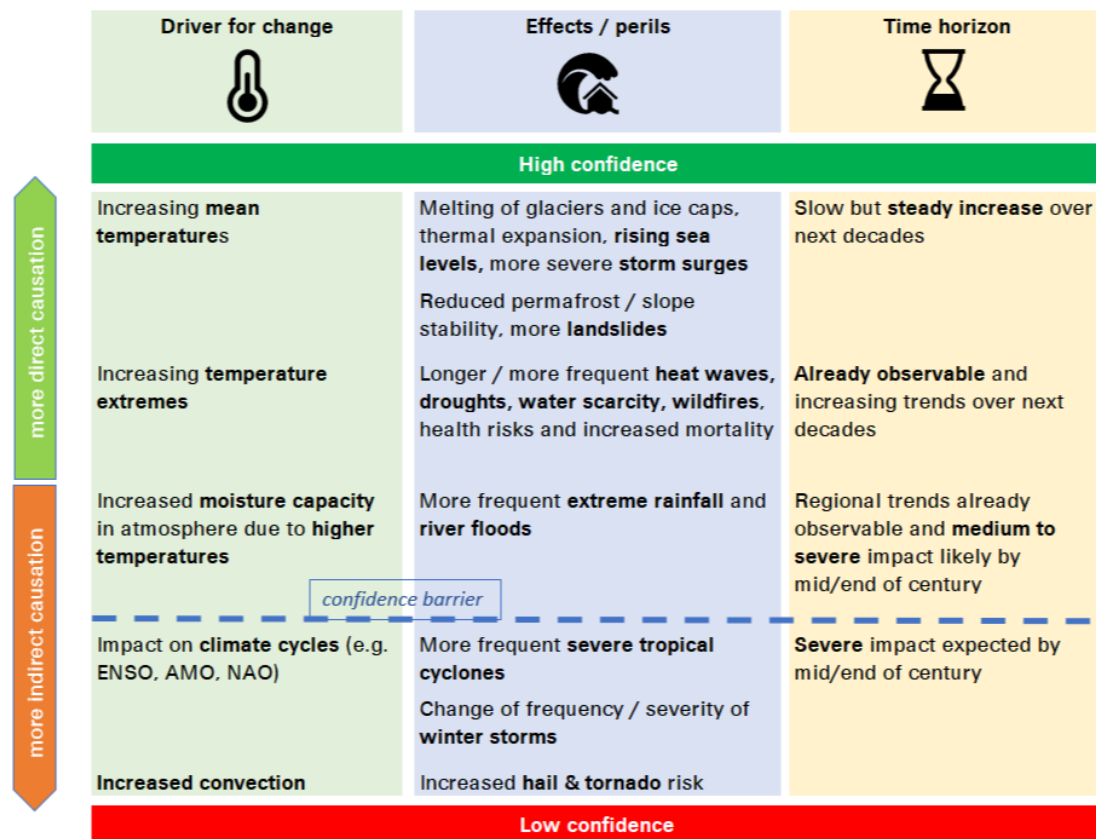 Driver for change
Effects / perils
Time horizon
High confidence
more direct causation
Increasing mean
temperatures
Melting of glaciers and ice caps,
thermal expansion, rising sea
levels, more severe storm surges
Reduced permafrost / slope
stability, more landslides
Slow but steady increase over
next decades
Increasing temperature
extremes
Longer / more frequent heat waves,
droughts, water scarcity, wildfires,
health risks and increased mortality
Already observable and
increasing trends over next
decades
more indirect causation
Increased moisture capacity
in atmosphere due to higher
temperatures
More frequent extreme rainfall and
river floods
Regional trends already
observable and medium to
severe impact likely by
mid/end of century
confidence barrier
Impact on climate cycles (e.g.
ENSO, AMO, NAO)
More frequent severe tropical
cyclones
Change of frequency / severity of
winter storms
Severe impact expected by
mid/end of century
Increased convection
Increased hail & tornado risk
Low confidence